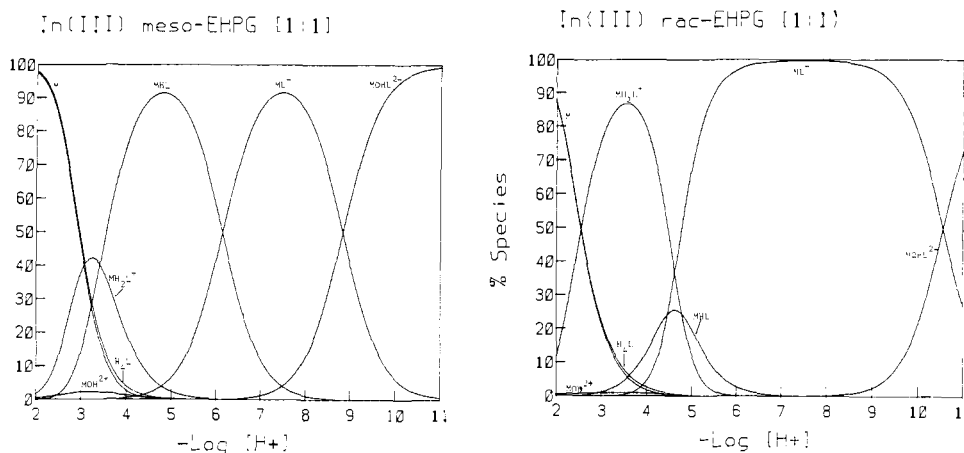 In(III) meso-EHPG [1:1]
100
90
80
70
60
50
40
30
20
10
0
M
MHL
ML⁻
MOHL²⁻
MH₂L⁺
H₄L
MOH²⁺
2 3 4 5 6 7 8 9 10 11
-Log [H+]
In(III) rac-EHPG [1:1]
% Species
100
90
80
70
60
50
40
30
20
10
0
M
MH₂L⁺
ML⁻
MOHL²⁻
MHL
H₄L
MOH²⁺
2 3 4 5 6 7 8 9 10 11
-Log [H+]